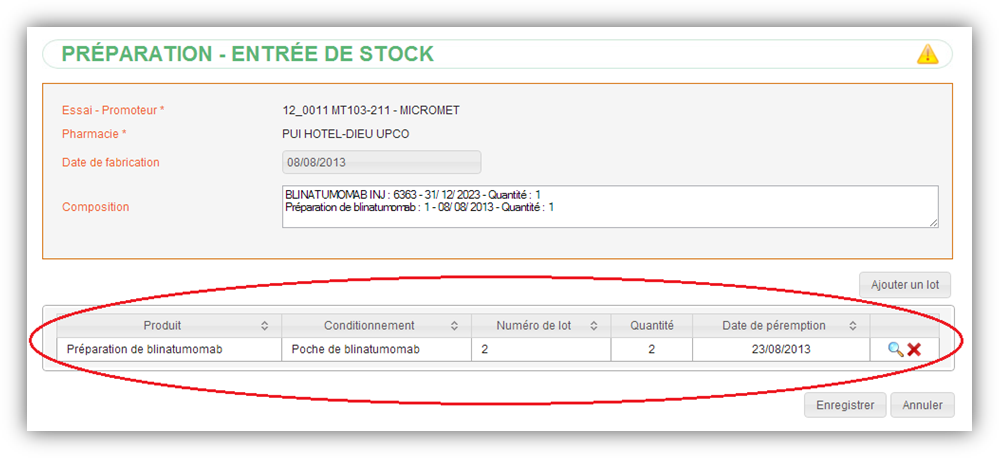 PRÉPARATION - ENTRÉE DE STOCK
Essai - Promoteur * 12_0011 MT103-211 - MICROMET
Pharmacie * PUI HOTEL-DIEU UPCO
Date de fabrication 08/08/2013
Composition BLINATUMOMAB INJ : 6363 - 31/ 12/ 2023 - Quantité : 1
Préparation de blinatumomab : 1 - 08/ 08/ 2013 - Quantité : 1
Ajouter un lot
Produit Conditionnement Numéro de lot Quantité Date de péremption
Préparation de blinatumomab Poche de blinatumomab 2 2 23/08/2013
Enregistrer Annuler